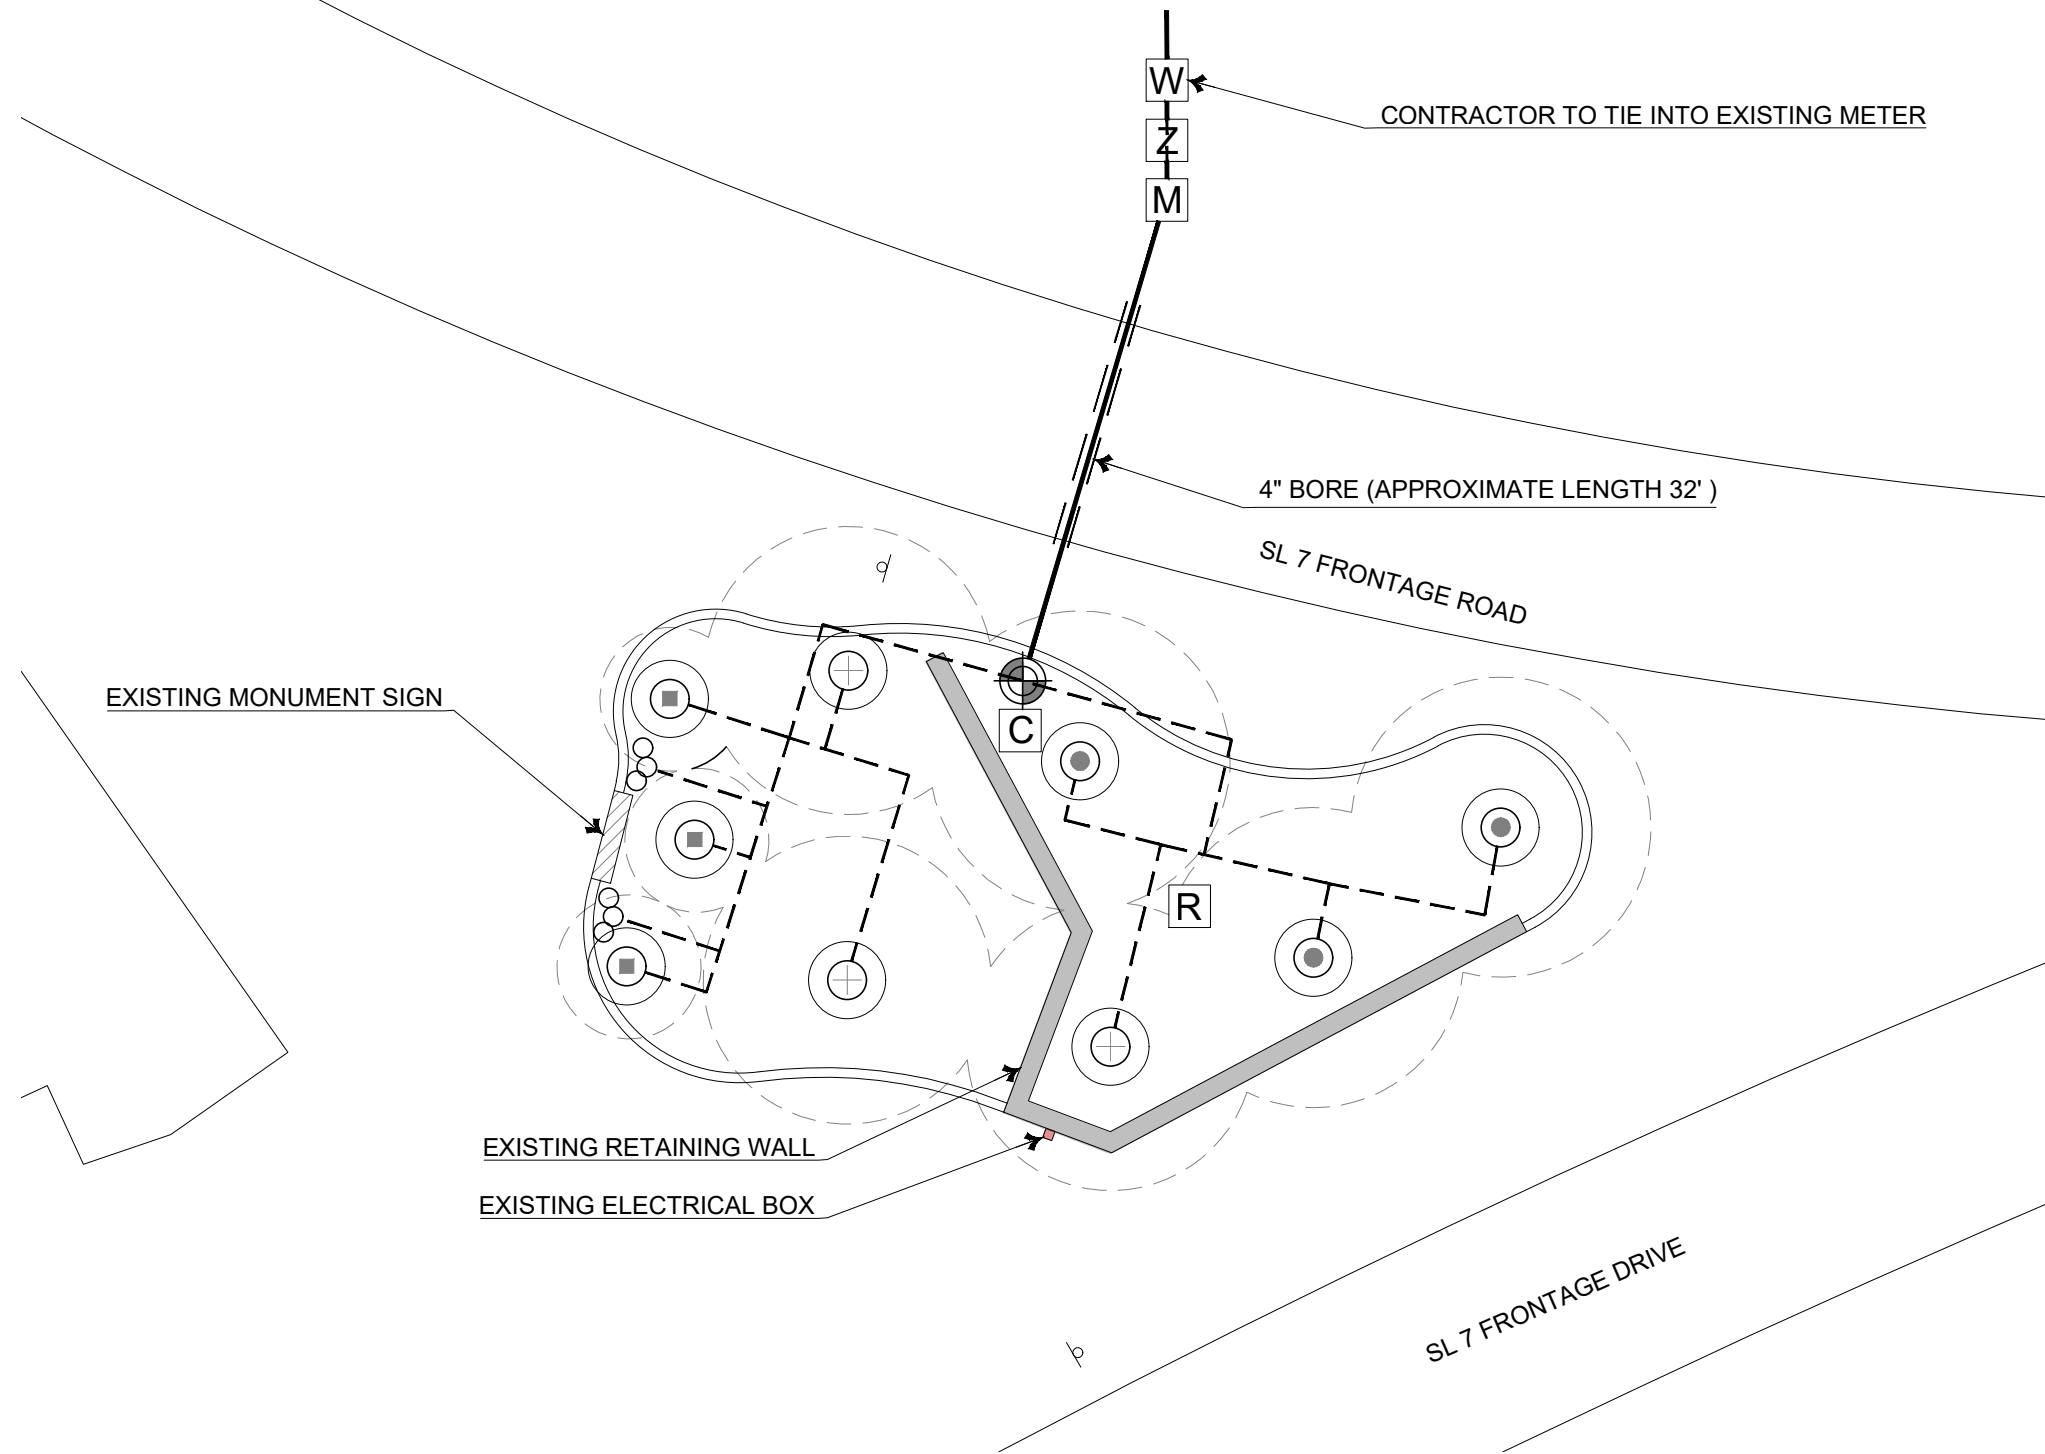 W
CONTRACTOR TO TIE INTO EXISTING METER
Z
M
4" BORE (APPROXIMATE LENGTH 32' )
SL 7 FRONTAGE ROAD
EXISTING MONUMENT SIGN
C
R
EXISTING RETAINING WALL
EXISTING ELECTRICAL BOX
SL 7 FRONTAGE DRIVE